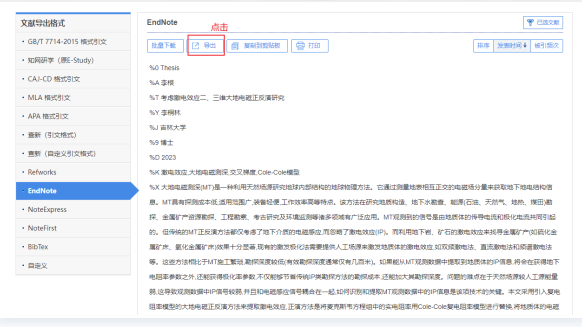 文献导出格式
• GB/T 7714-2015 格式引文
• 知网研学（原E-Study）
• CAJ-CD 格式引文
• MLA 格式引文
• APA 格式引文
• 查新（引文格式）
• 查新（自定义引文格式）
• Refworks
• EndNote
• NoteExpress
• NoteFirst
• BibTex
• 自定义
EndNote
点击
已选文献
批量下载
导出
复制到剪贴板
打印
排序
发表时间
被引频次
%0 Thesis
%A 李根
%T 考虑激电效应二、三维大地电磁正反演研究
%Y 李桐林
%J 吉林大学
%9 博士
%D 2023
%K 激电效应,大地电磁测深,交叉梯度,Cole-Cole模型
%X 大地电磁测深(MT)是一种利用天然场源研究地球内部结构的地球物理方法。它通过测量地表相互正交的电磁场分量来获取地下地电结构信
息。MT具有探测成本低,适用范围广,装备轻便,工作效率高等特点。该方法在研究地质构造、地下水勘查、能源(石油、天然气、地热、煤田)勘
探、金属矿产资源勘探、工程勘察、考古研究及环境监测等诸多领域有广泛应用。MT观测到的信号是由地质体的传导电流和极化电流共同引起
的。但传统的MT正反演方法都仅考虑了地下介质的电磁感应,而忽略了激电效应(IP)。而利用地下岩、矿石的激电效应来找寻金属矿产(如硫化金
属矿床、氧化金属矿床)效果十分显著.现有的激发极化法需要提供人工场源来激发地质体的激电效应,如双频激电法、直流激电法和频谱激电法
等。这些方法相比于MT施工繁琐,勘探深度较低(有效勘探深度通常仅有几百米)。如果能从MT观测数据中提取到地质体的IP信息,将会在获得地下
电阻率参数之外,还能获得极化率参数,不仅能够节省传统IP类勘探方法的勘探成本,还能加大其勘探深度。问题的难点在于天然场源较人工源能量
弱,这导致观测数据中IP信号较弱,并且和电磁感应信号耦合在一起,如何识别和提取MT观测数据中的IP信息是该项技术的关键。本文采用引入复电
阻率模型的大地电磁正反演方法来提取激电效应,正演方法是将麦克斯韦方程组中的实电阻率用Cole-Cole复电阻率模型进行替换,将地质体的电磁